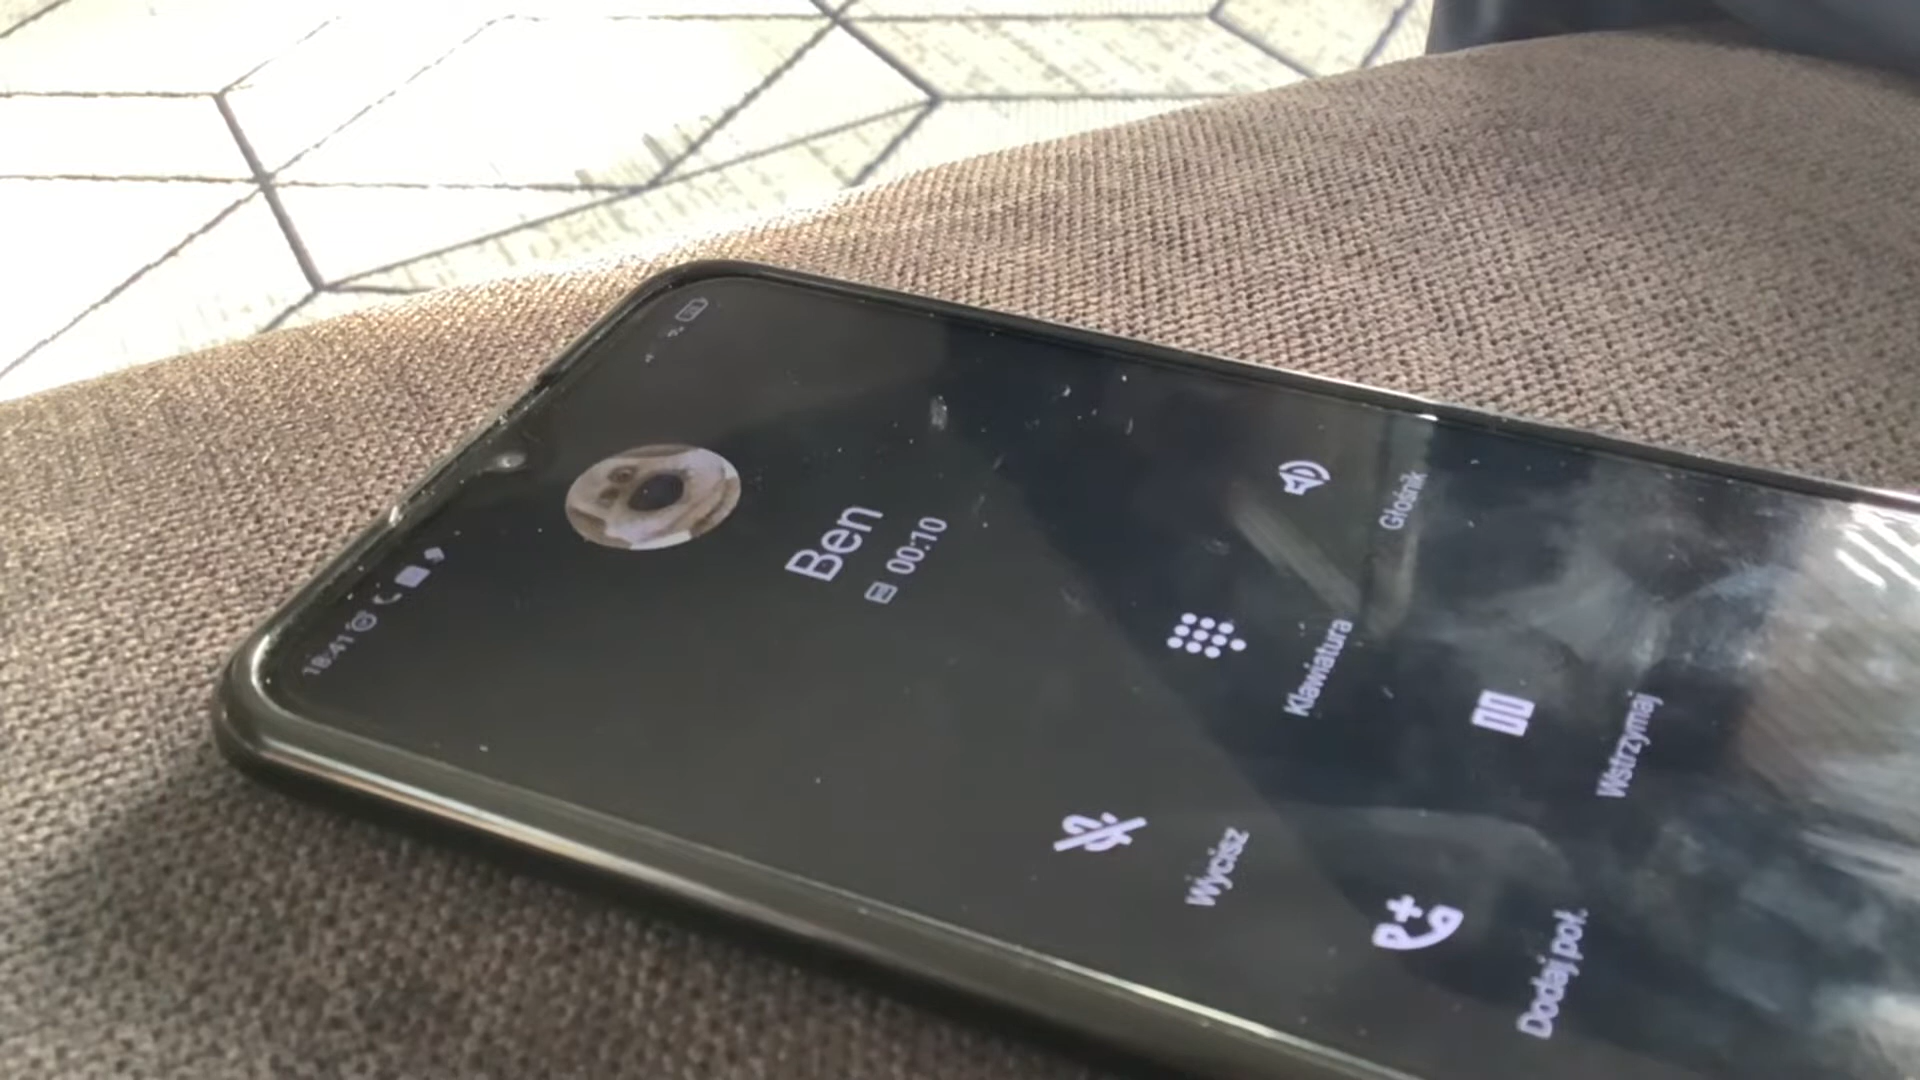 18:41
Ben
00:10
Wycisz
Klawiatura
Głośnik
Dodaj poł.
Wstrzymaj